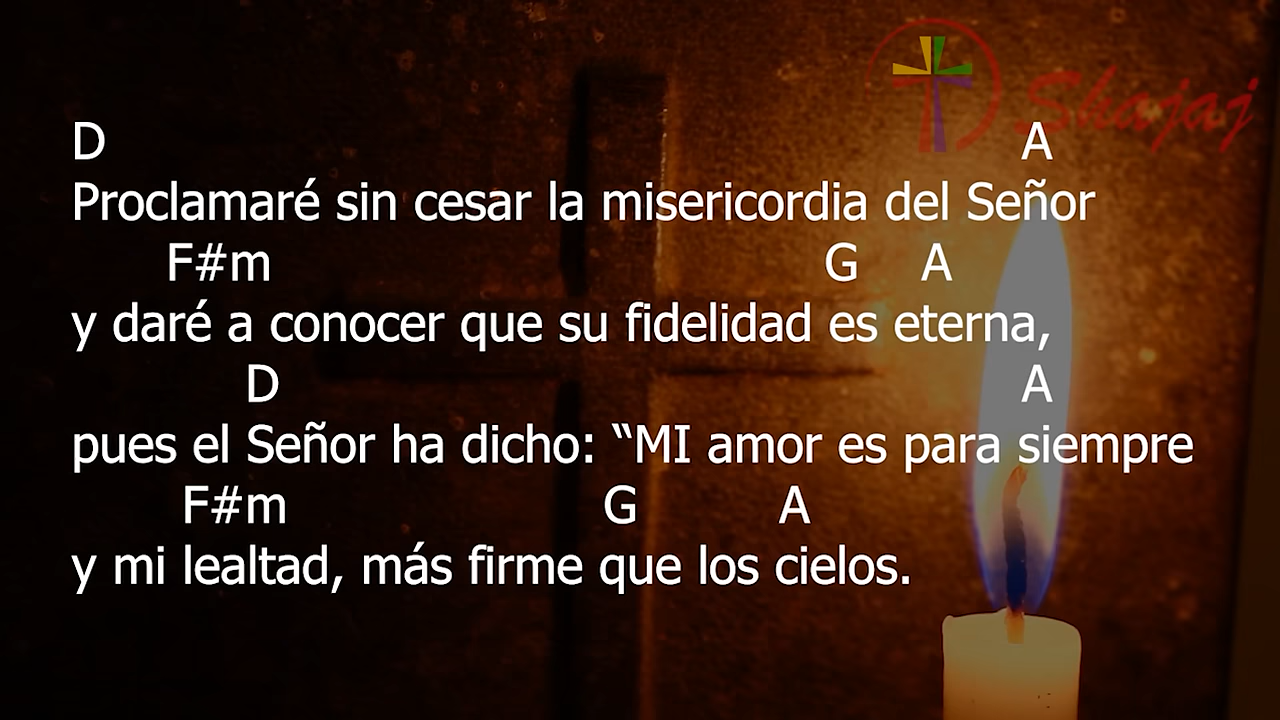 D A
Proclamaré sin cesar la misericordia del Señor
F#m G A
y daré a conocer que su fidelidad es eterna,
D A
pues el Señor ha dicho: “MI amor es para siempre
F#m G A
y mi lealtad, más firme que los cielos.
Shajaj